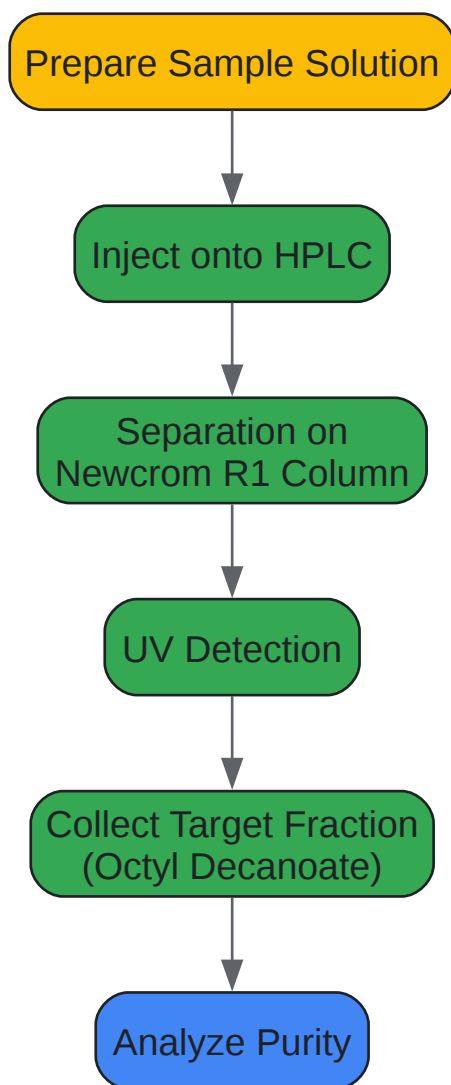 Prepare Sample Solution
Inject onto HPLC
Separation on
Newcrom R1 Column
UV Detection
Collect Target Fraction
(Octyl Decanoate)
Analyze Purity